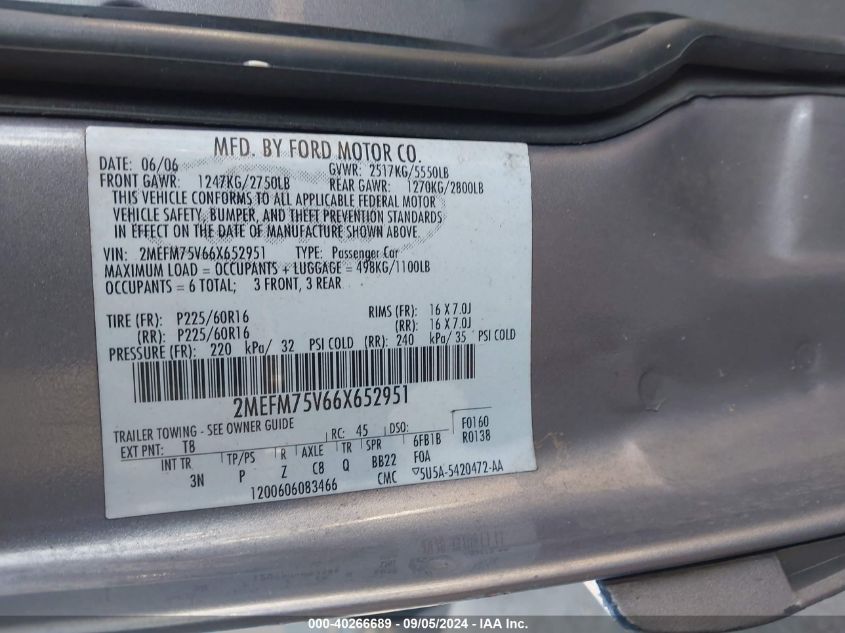 MFD. BY FORD MOTOR CO.
DATE: 06/06 GVWR: 2517KG/5550LB
FRONT GAWR: 1247KG/2750LB REAR GAWR: 1270KG/2800LB
THIS VEHICLE CONFORMS TO ALL APPLICABLE FEDERAL MOTOR
VEHICLE SAFETY, BUMPER, AND THEFT PREVENTION STANDARDS
IN EFFECT ON THE DATE OF MANUFACTURE SHOWN ABOVE.
VIN: 2MEFM75V66X652951 TYPE: Passenger Car
MAXIMUM LOAD = OCCUPANTS + LUGGAGE = 498KG/1100LB
OCCUPANTS = 6 TOTAL; 3 FRONT, 3 REAR
TIRE (FR): P225/60R16 RIMS (FR): 16 X 7.0J
(RR): P225/60R16 (RR): 16 X 7.0J
PRESSURE (FR): 220 kPa/ 32 PSI COLD (RR): 240 kPa/ 35 PSI COLD
2MEFM75V66X652951
TRAILER TOWING - SEE OWNER GUIDE RC: 45 DSO: F0160
EXT PNT: T8 6FB1B R0138
INT TR TP/PS R AXLE TR SPR F0A
3N P Z C8 Q BB22 ▽5U5A-5420472-AA
1200606083466 CMC
000-40266689 - 09/05/2024 - IAA Inc.